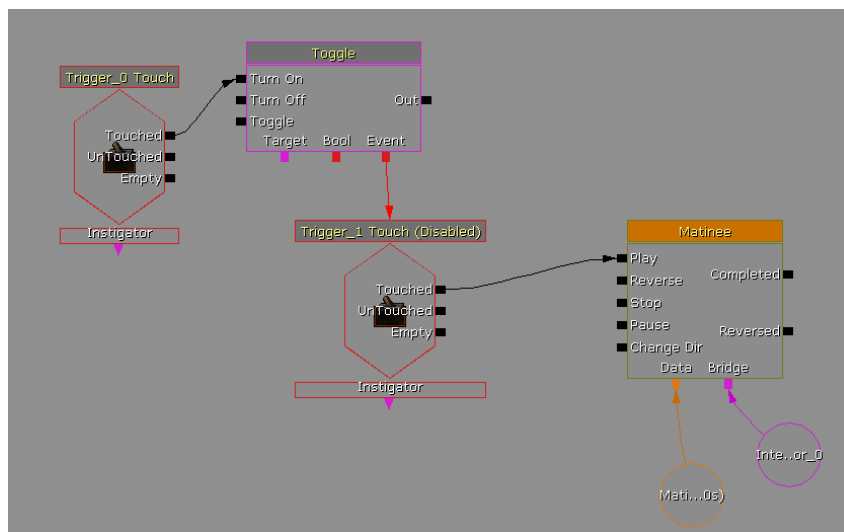 Toggle
Trigger_0 Touch
Turn On
Turn Off
Out
Toggle
Target Bool Event
Touched
UnTouched
Empty
Instigator
Trigger_1 Touch (Disabled)
Touched
UnTouched
Empty
Instigator
Matinee
Play
Reverse
Completed
Stop
Pause
Reversed
Change Dir
Data Bridge
Inte...or_0
Mati...0s)